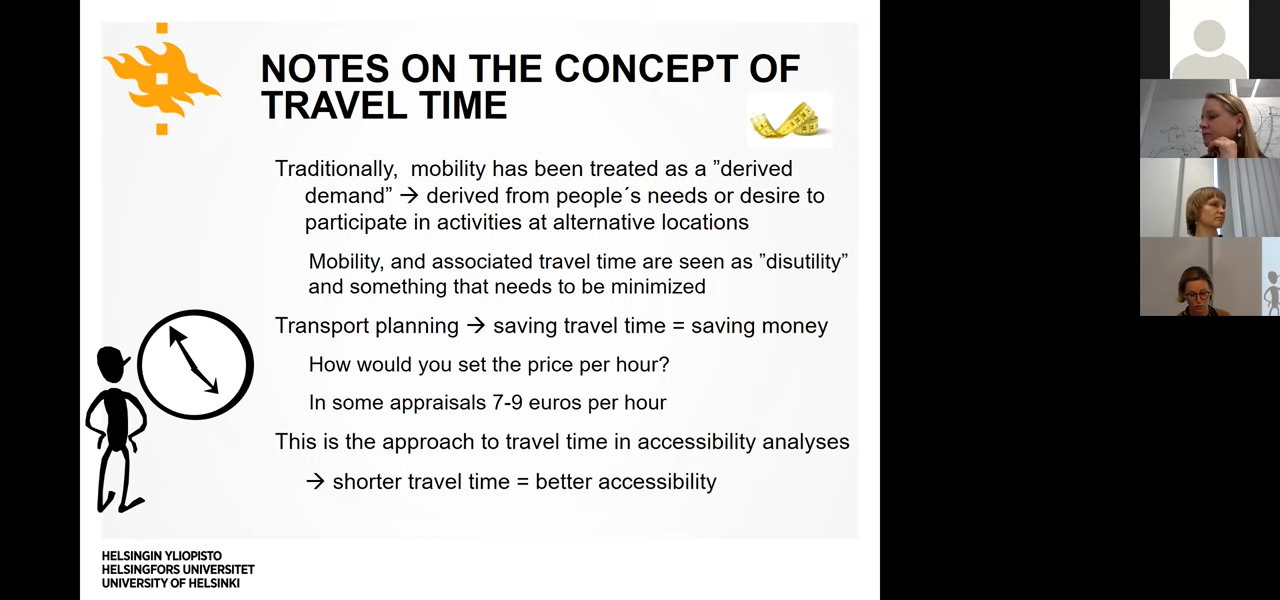 NOTES ON THE CONCEPT OF
TRAVEL TIME
Traditionally,  mobility has been treated as a ”derived
demand” → derived from people´s needs or desire to
participate in activities at alternative locations
Mobility, and associated travel time are seen as ”disutility”
and something that needs to be minimized
Transport planning → saving travel time = saving money
How would you set the price per hour?
In some appraisals 7-9 euros per hour
This is the approach to travel time in accessibility analyses
→ shorter travel time = better accessibility
HELSINGIN YLIOPISTO
HELSINGFORS UNIVERSITET
UNIVERSITY OF HELSINKI